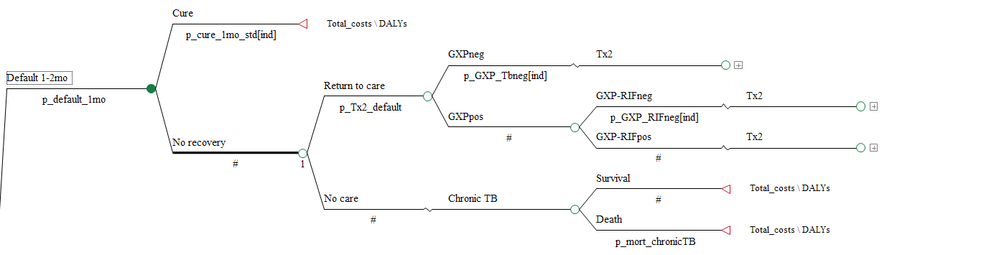 Cure
p_cure_1mo_std[ind]
Total_costs \ DALYs
Default 1-2mo
p_default_1mo
No recovery
#
1
Return to care
p_Tx2_default
GXPneg
p_GXP_Tbneg[ind]
Tx2
GXPpos
#
GXP-RIFneg
p_GXP_RIFneg[ind]
Tx2
GXP-RIFpos
#
Tx2
No care
#
Chronic TB
Survival
#
Total_costs \ DALYs
Death
p_mort_chronicTB
Total_costs \ DALYs